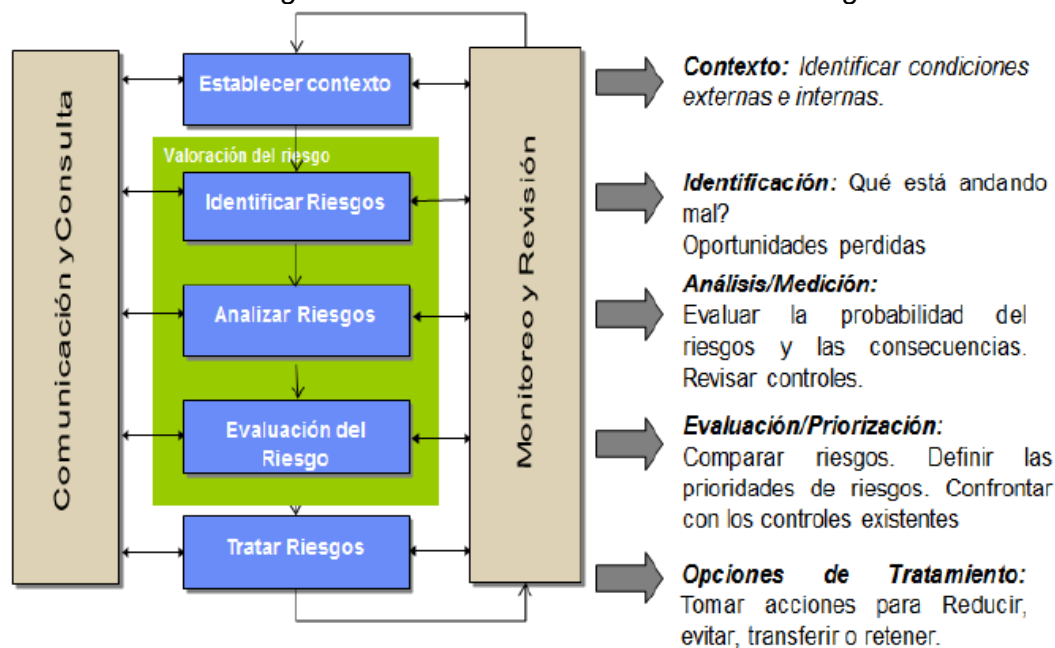 Comunicación y Consulta
Establecer contexto
Valoración del riesgo
Identificar Riesgos
Analizar Riesgos
Evaluación del
Riesgo
Tratar Riesgos
Monitoreo y Revisión
Contexto: Identificar condiciones
externas e internas.
Identificación: Qué está andando
mal?
Oportunidades perdidas
Análisis/Medición:
Evaluar la probabilidad del
riesgos y las consecuencias.
Revisar controles.
Evaluación/Priorización:
Comparar riesgos. Definir las
prioridades de riesgos. Confrontar
con los controles existentes
Opciones de Tratamiento:
Tomar acciones para Reducir,
evitar, transferir o retener.